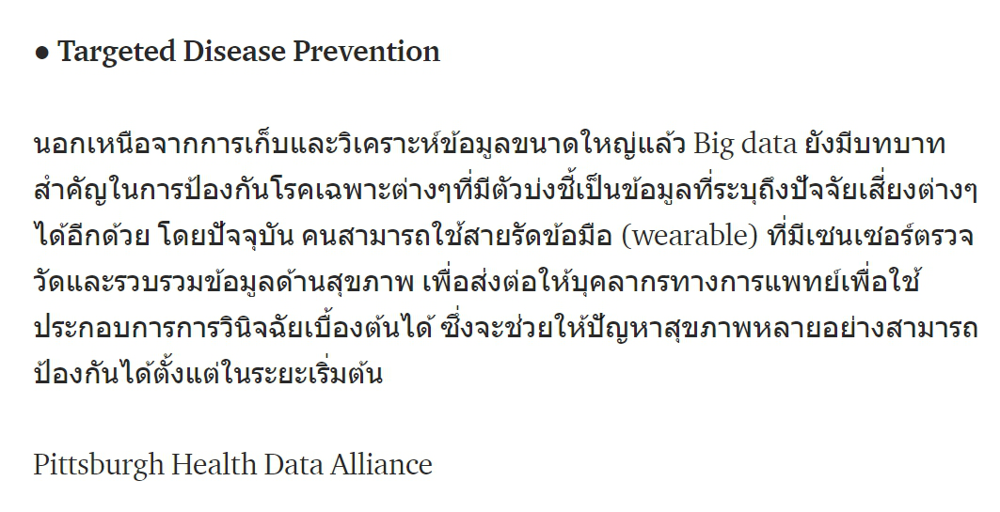 ● Targeted Disease Prevention
นอกเหนือจากการเก็บและวิเคราะห์ข้อมูลขนาดใหญ่แล้ว Big data ยังมีบทบาท
สำคัญในการป้องกันโรคเฉพาะต่างๆที่มีตัวบ่งชี้เป็นข้อมูลที่ระบุถึงปัจจัยเสี่ยงต่างๆ
ได้อีกด้วย โดยปัจจุบัน คนสามารถใช้สายรัดข้อมือ (wearable) ที่มีเซนเซอร์ตรวจ
วัดและรวบรวมข้อมูลด้านสุขภาพ เพื่อส่งต่อให้บุคลากรทางการแพทย์เพื่อใช้
ประกอบการการวินิจฉัยเบื้องต้นได้ ซึ่งจะช่วยให้ปัญหาสุขภาพหลายอย่างสามารถ
ป้องกันได้ตั้งแต่ในระยะเริ่มต้น
Pittsburgh Health Data Alliance